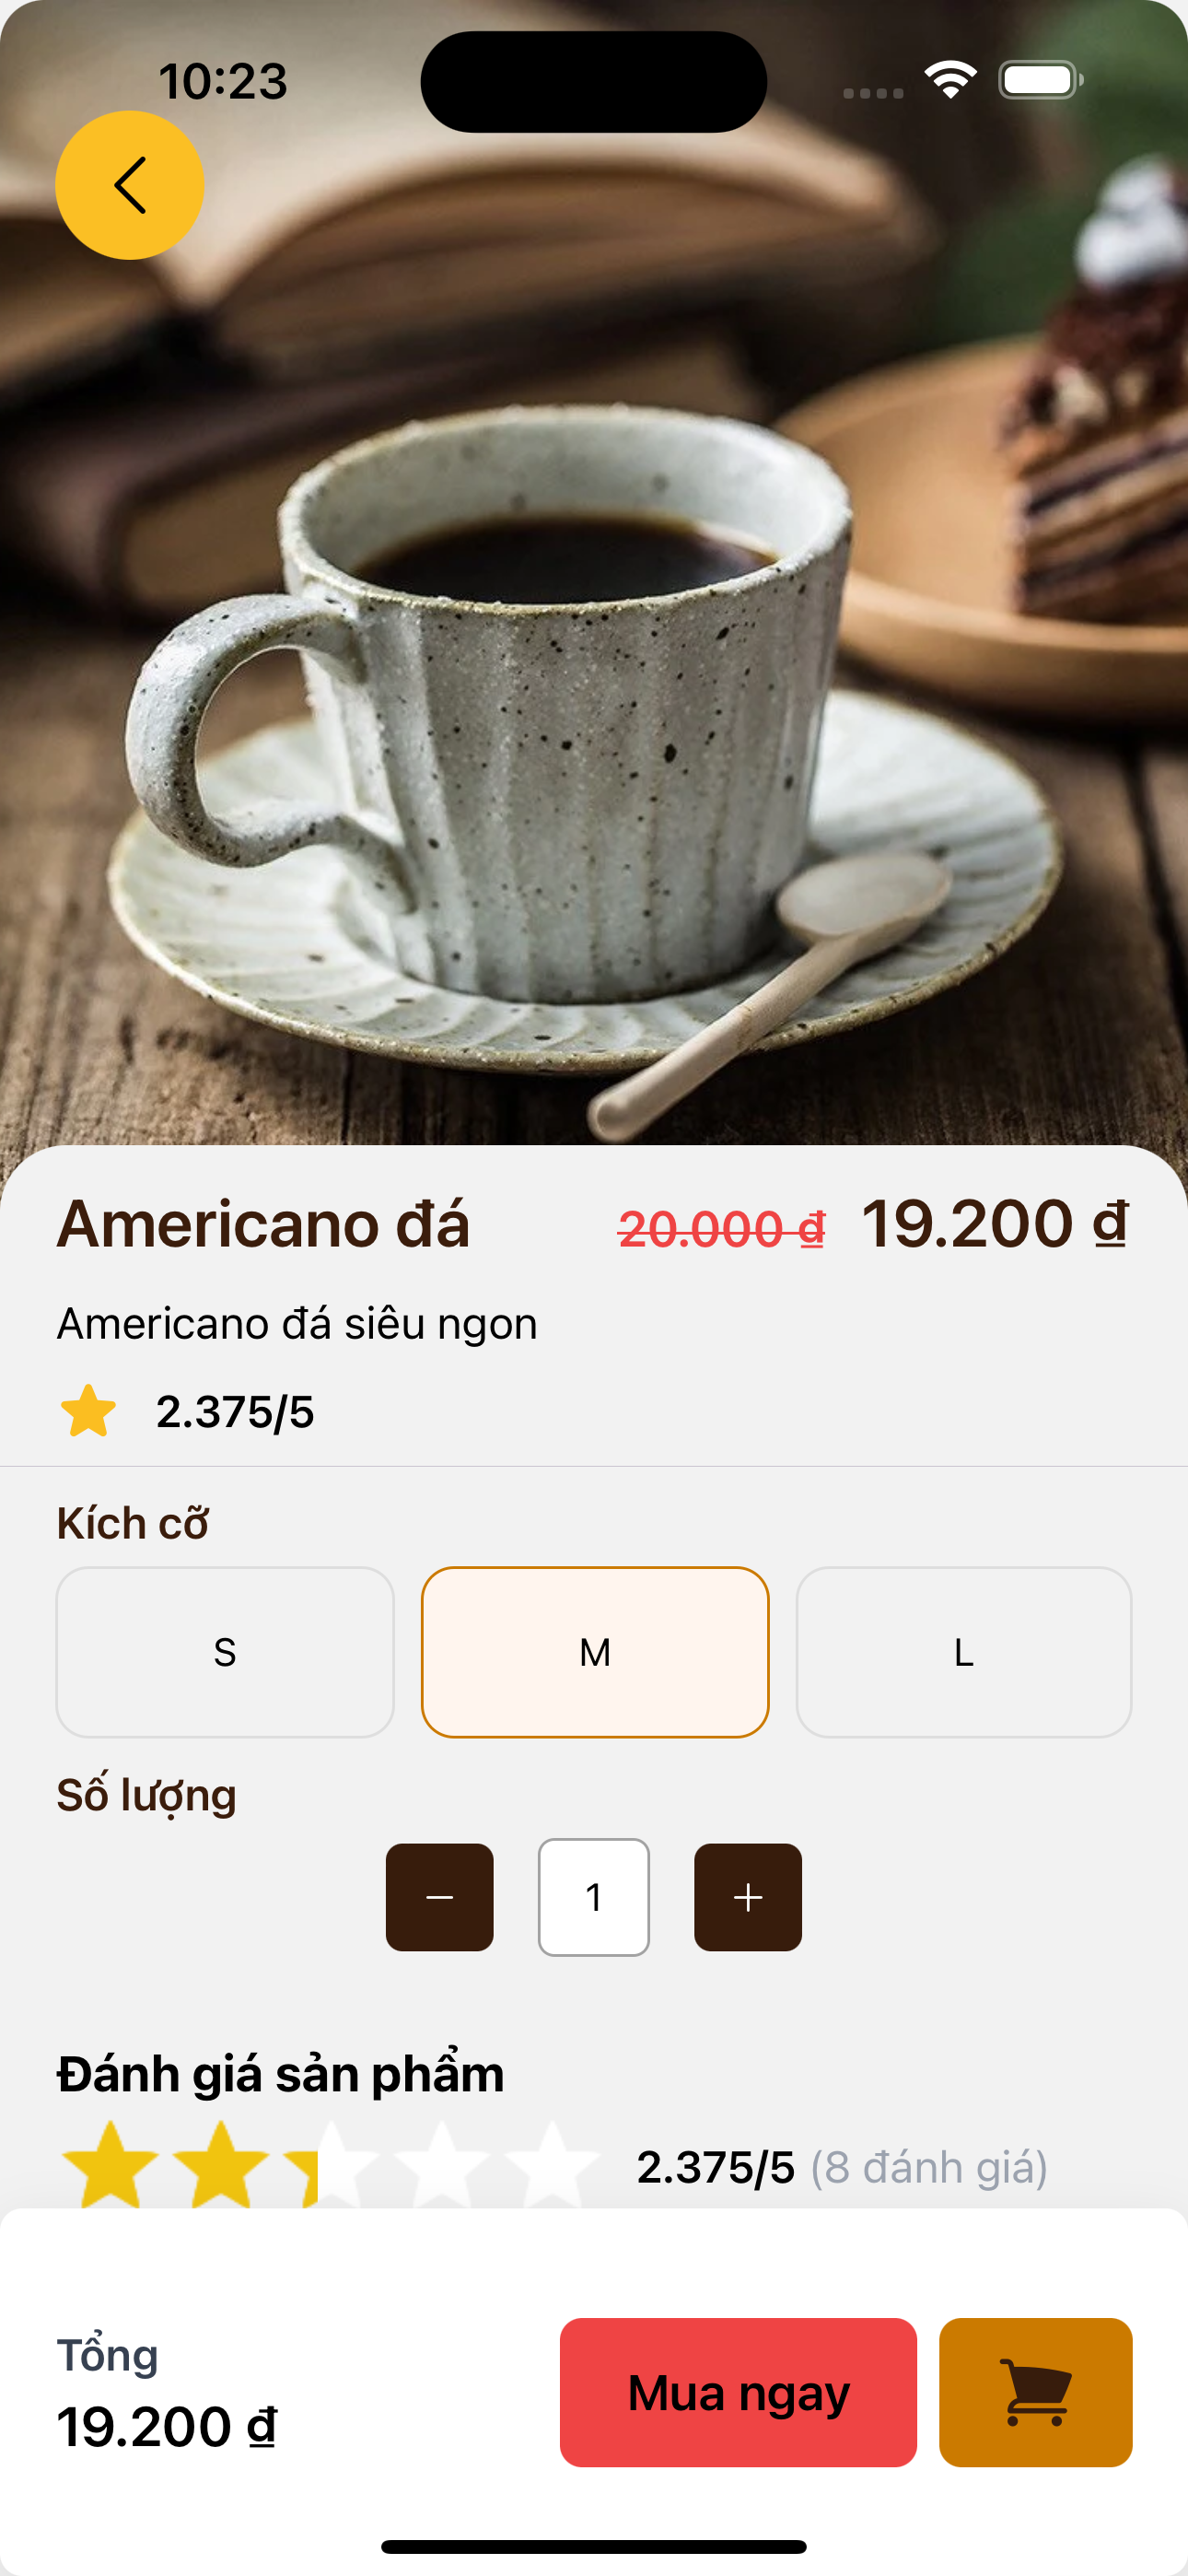 10:23
Americano đá 20.000 ₫ 19.200 ₫
Americano đá siêu ngon
2.375/5
Kích cỡ
S M L
Số lượng
1
Đánh giá sản phẩm
2.375/5 (8 đánh giá)
Tổng
19.200 ₫
Mua ngay